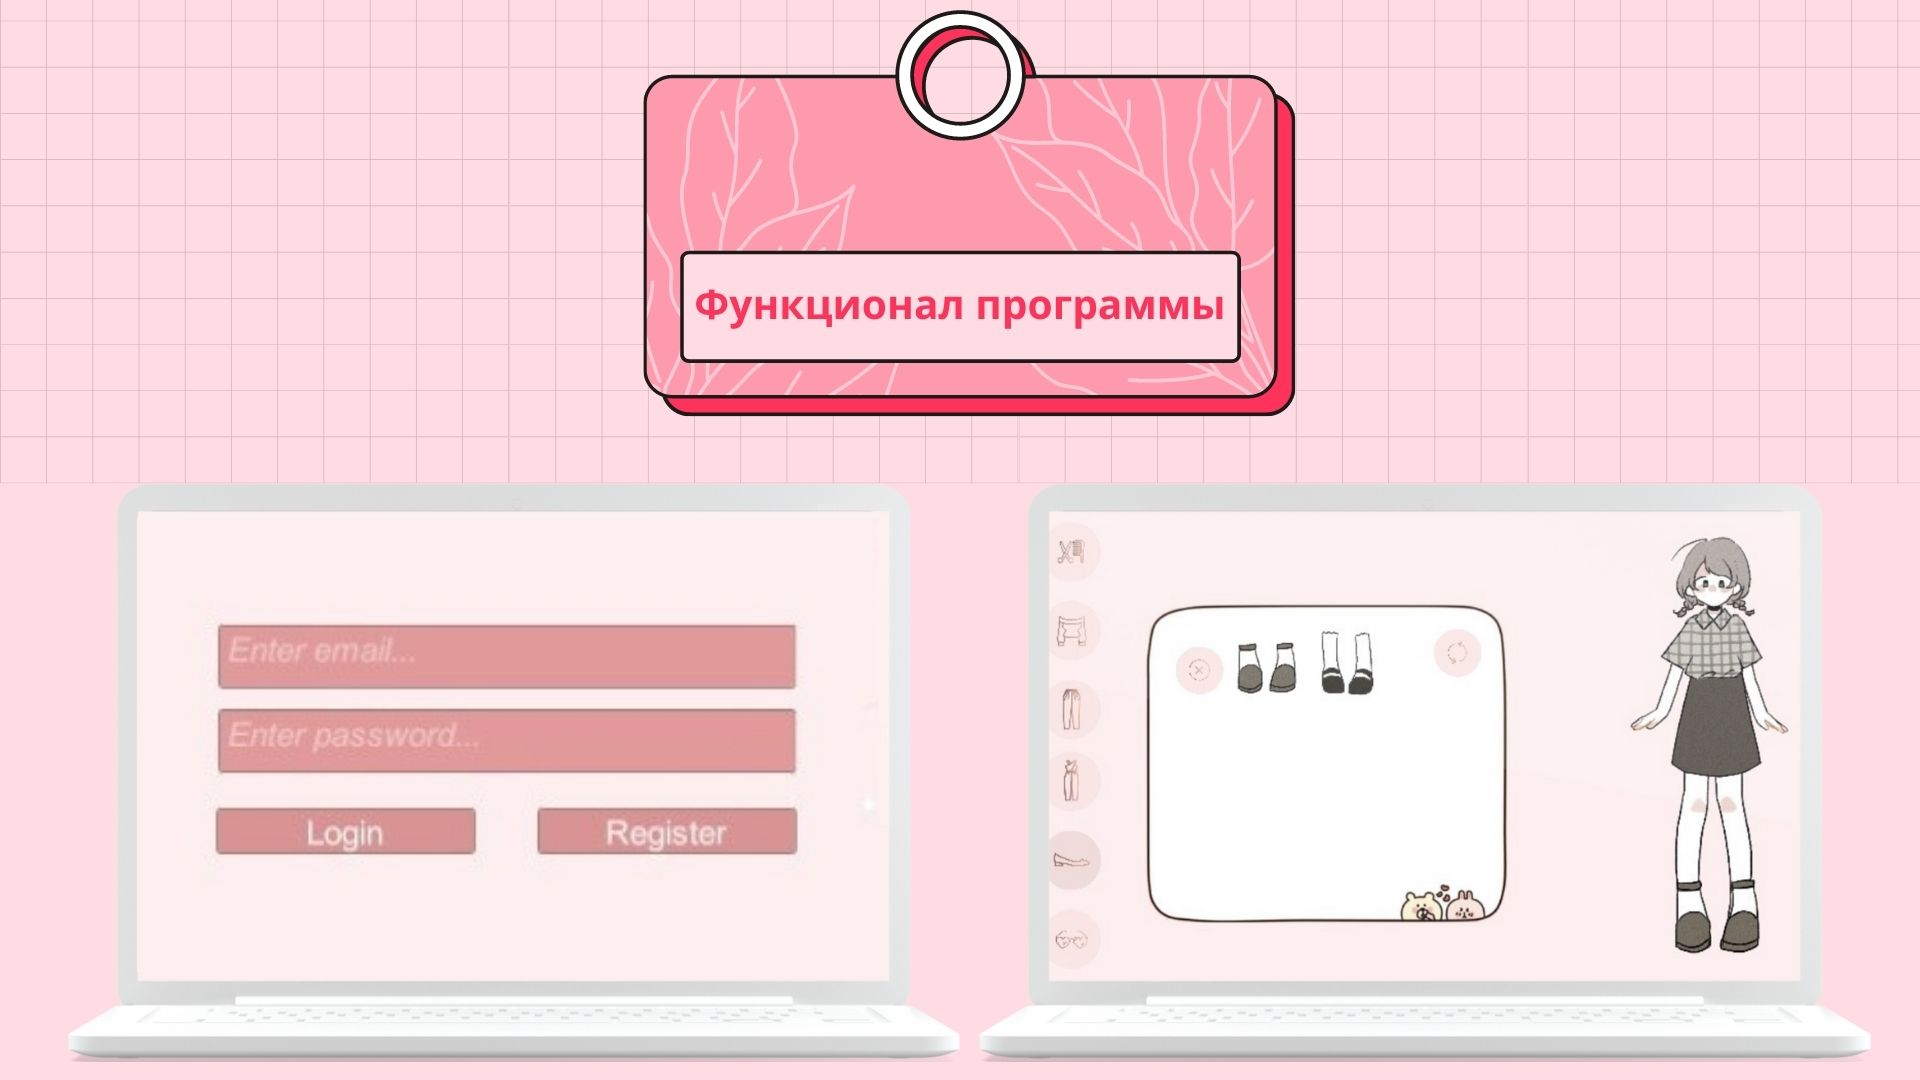 Функционал программы
Enter email...
Enter password...
Login
Register